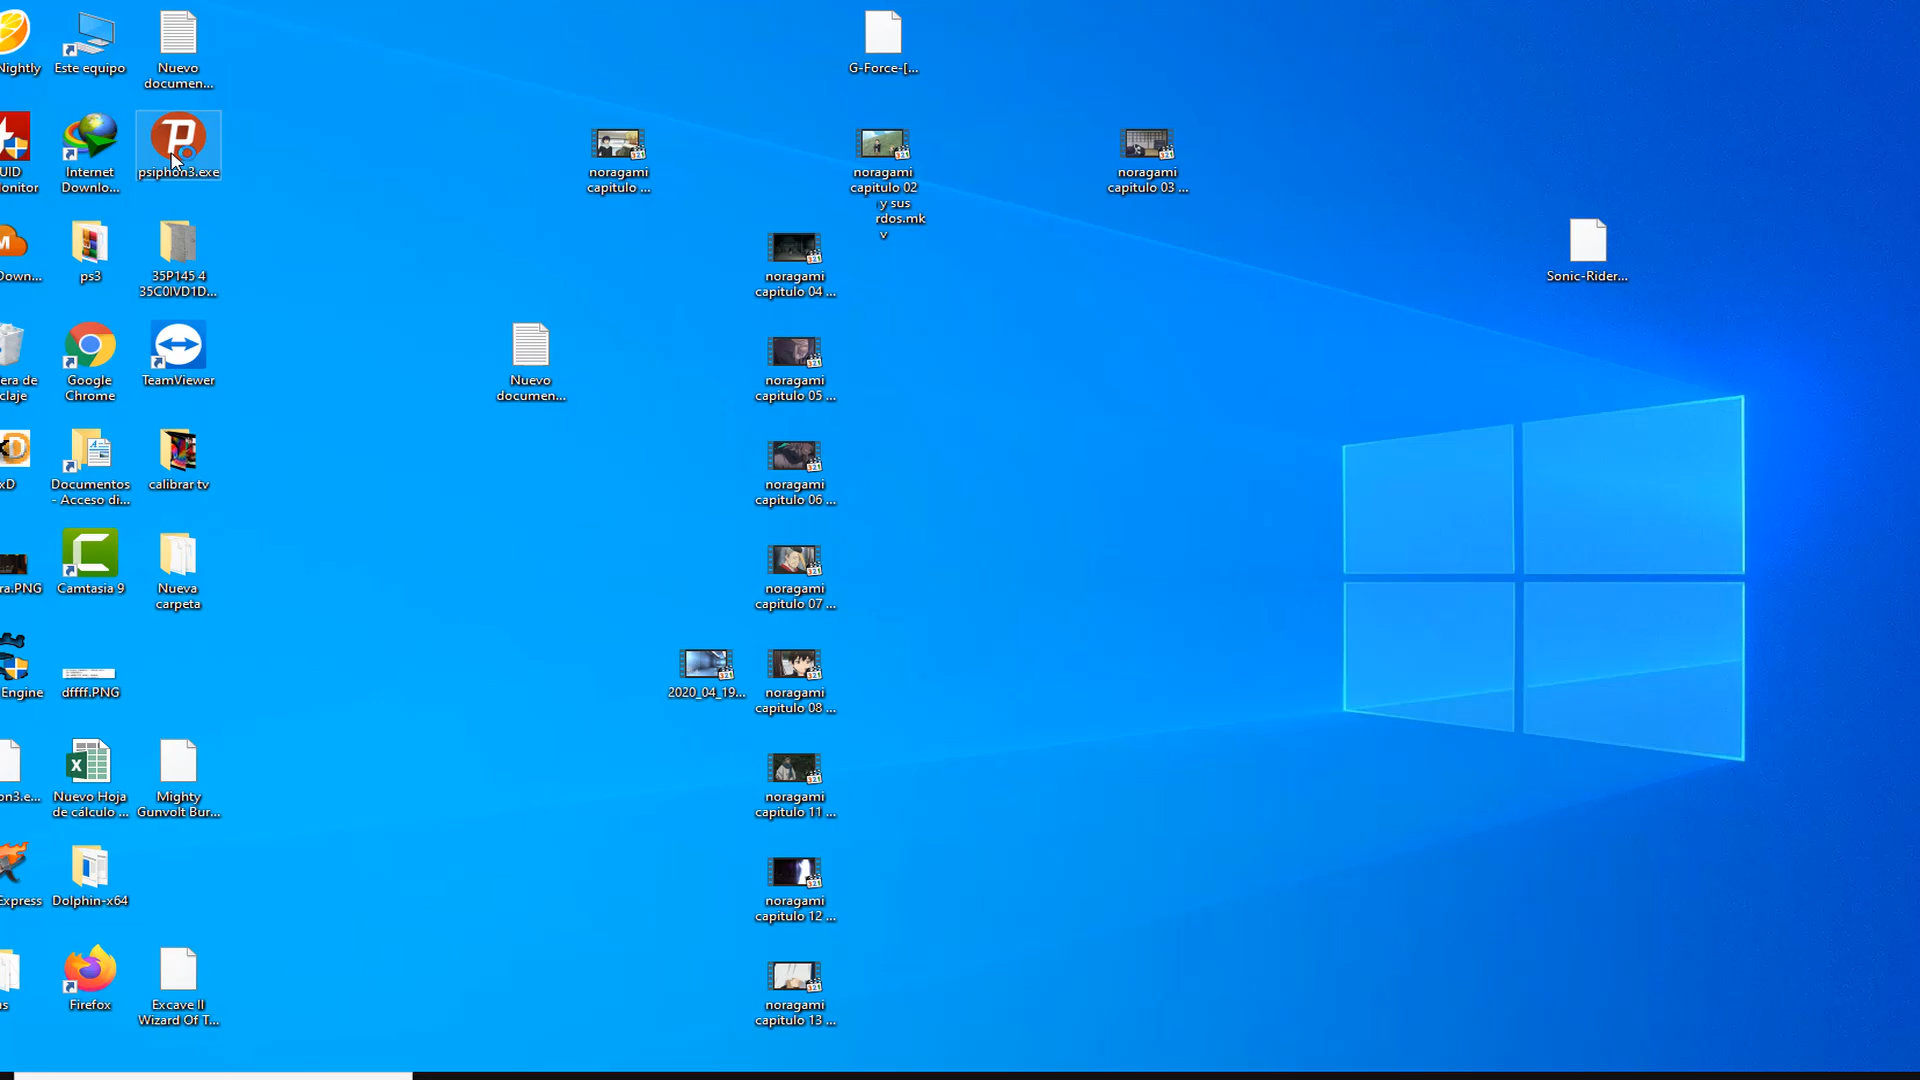 Nightly
Este equipo
Nuevo
documen...
G-Force-[...
UID
onitor
Internet
Downlo...
psiphon3.exe
noragami
capitulo ...
noragami
capitulo 02
y sus
rdos.mk
v
noragami
capitulo 03 ...
Down...
ps3
35P145 4
35C0IVD1D...
noragami
capitulo 04 ...
Sonic-Rider...
era de
claje
Google
Chrome
TeamViewer
Nuevo
documen...
noragami
capitulo 05 ...
xD
Documentos
- Acceso di...
calibrar tv
noragami
capitulo 06 ...
ra.PNG
Camtasia 9
Nueva
carpeta
noragami
capitulo 07 ...
Engine
dffff.PNG
2020_04_19...
noragami
capitulo 08 ...
on3.e...
Nuevo Hoja
de cálculo ...
Mighty
Gunvolt Bur...
noragami
capitulo 11 ...
Express
Dolphin-x64
noragami
capitulo 12 ...
s
Firefox
Excave II
Wizard Of T...
noragami
capitulo 13 ...